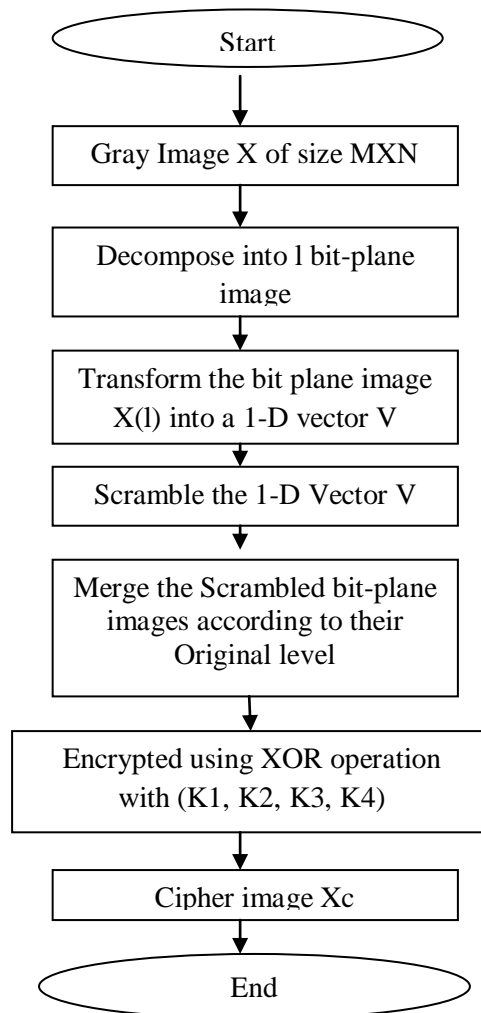 Start
Gray Image X of size MXN
Decompose into l bit-plane
image
Transform the bit plane image
X(l) into a 1-D vector V
Scramble the 1-D Vector V
Merge the Scrambled bit-plane
images according to their
Original level
Encrypted using XOR operation
with (K1, K2, K3, K4)
Cipher image Xc
End